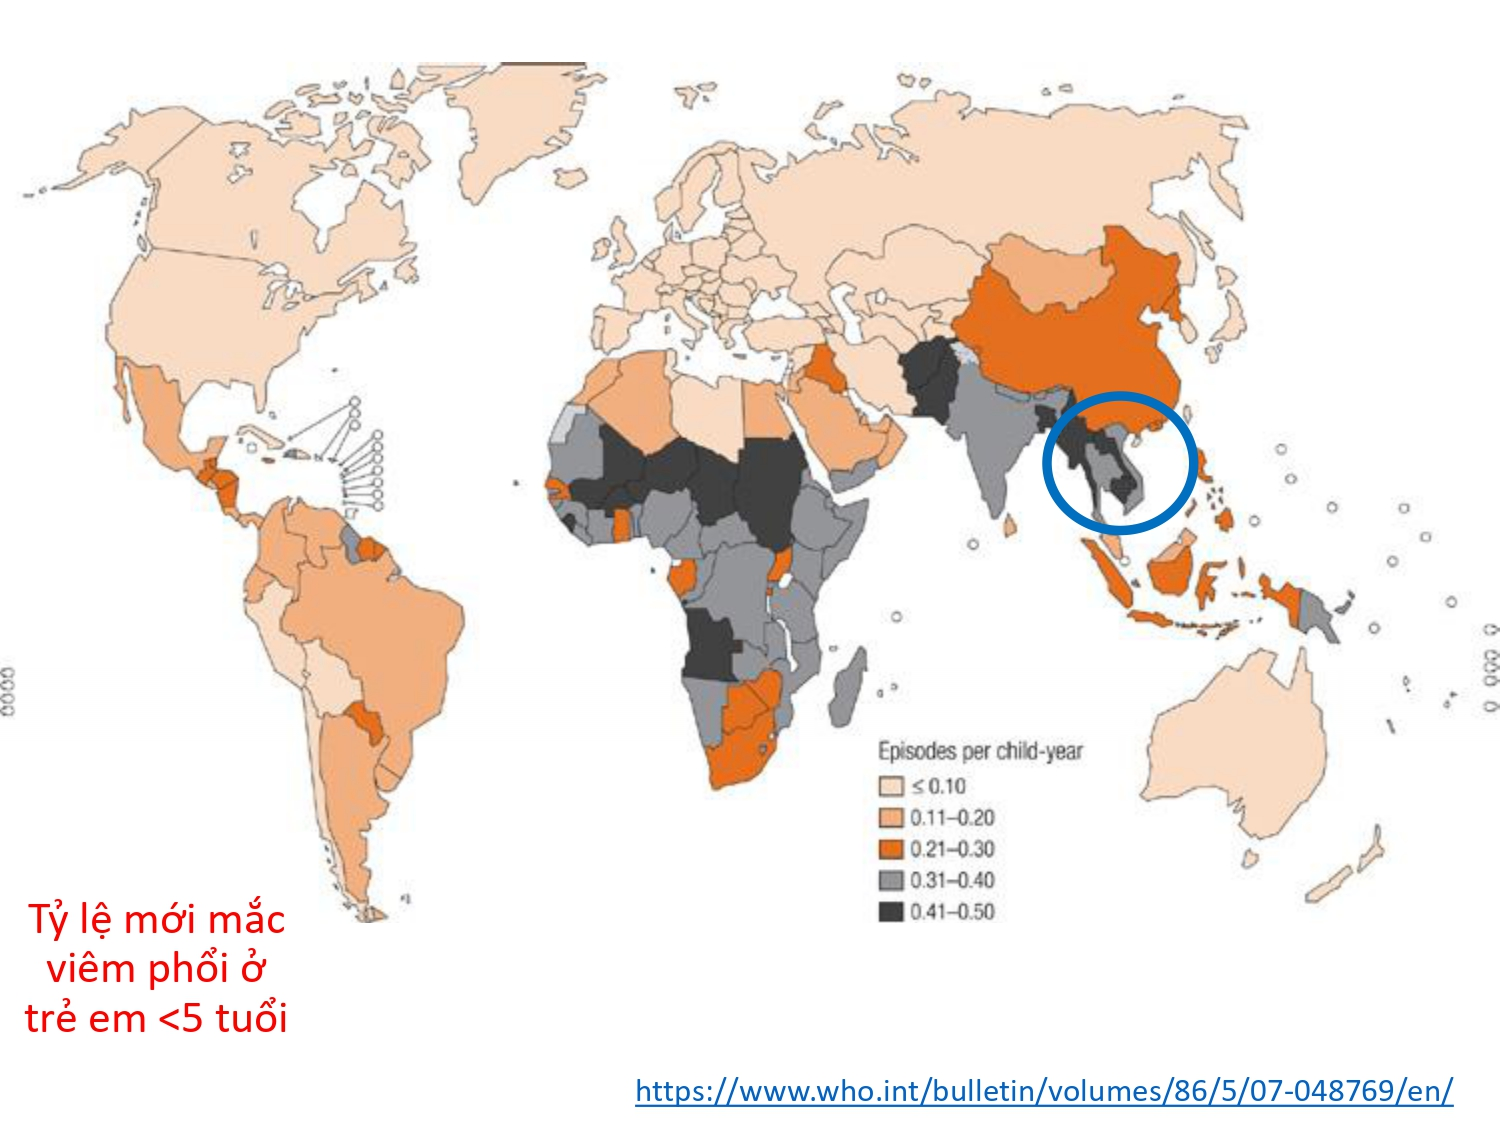 Episodes per child-year
≤ 0.10
0.11–0.20
0.21–0.30
0.31–0.40
0.41–0.50
Tỷ lệ mới mắc
viêm phổi ở
trẻ em <5 tuổi
https://www.who.int/bulletin/volumes/86/5/07-048769/en/